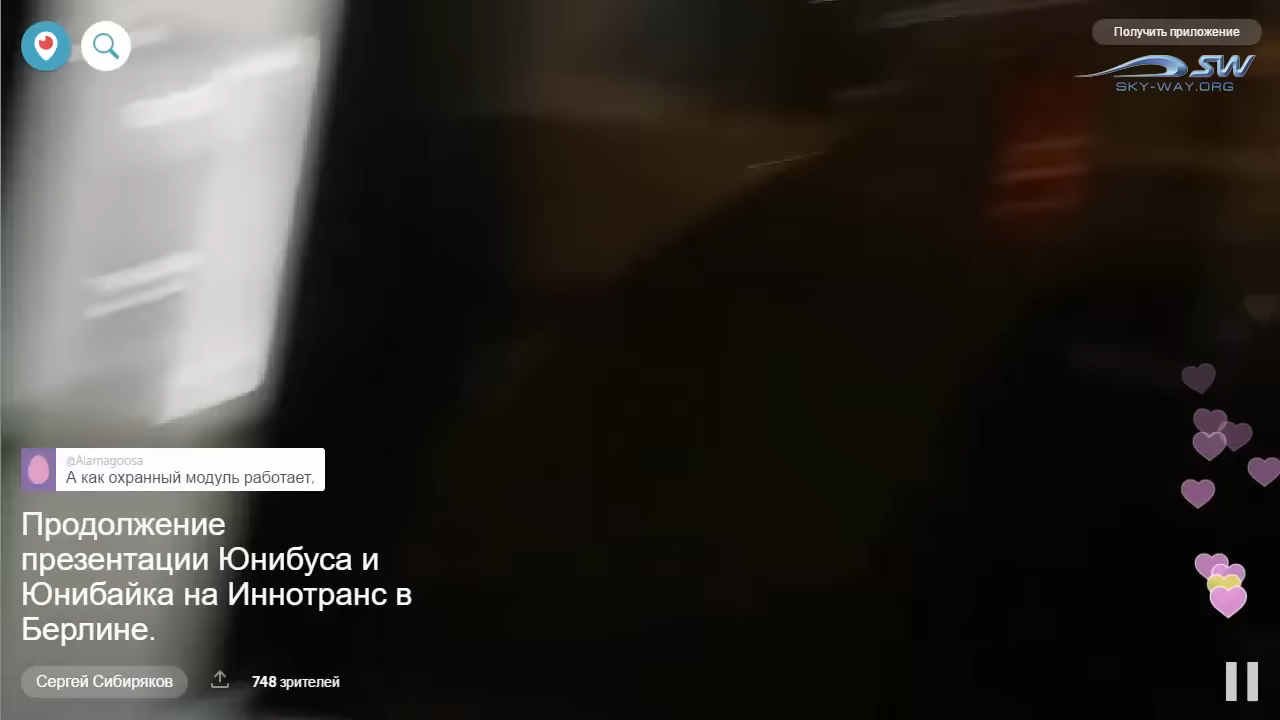 Получить приложение
SW
SKY-WAY.ORG
@Alamagoosa
А как охранный модуль работает,
Продолжение
презентации Юнибуса и
Юнибайка на Иннотранс в
Берлине.
Сергей Сибиряков
748 зрителей